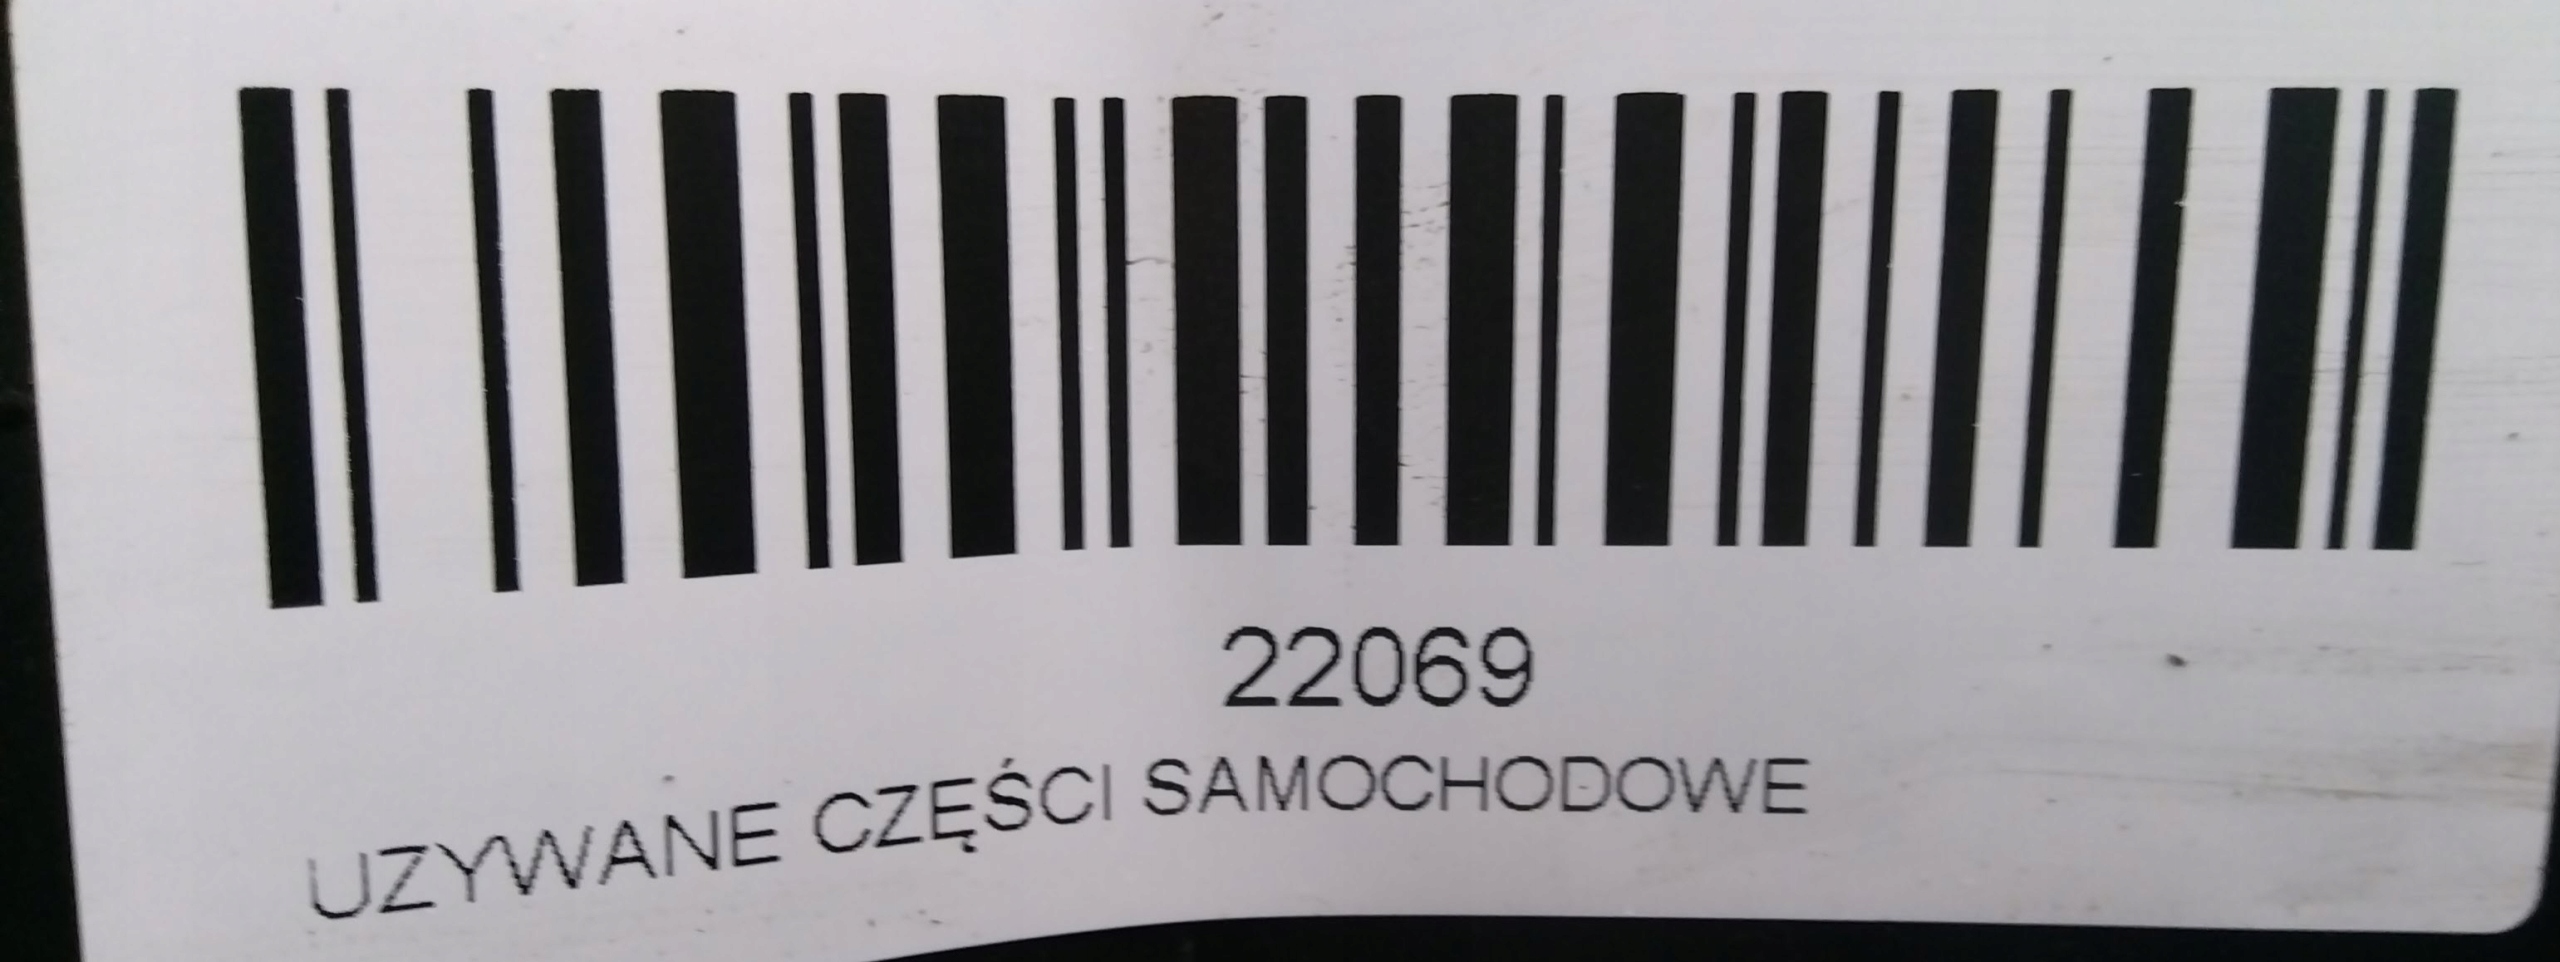 22069
UZYWANE CZĘŚCI SAMOCHODOWE